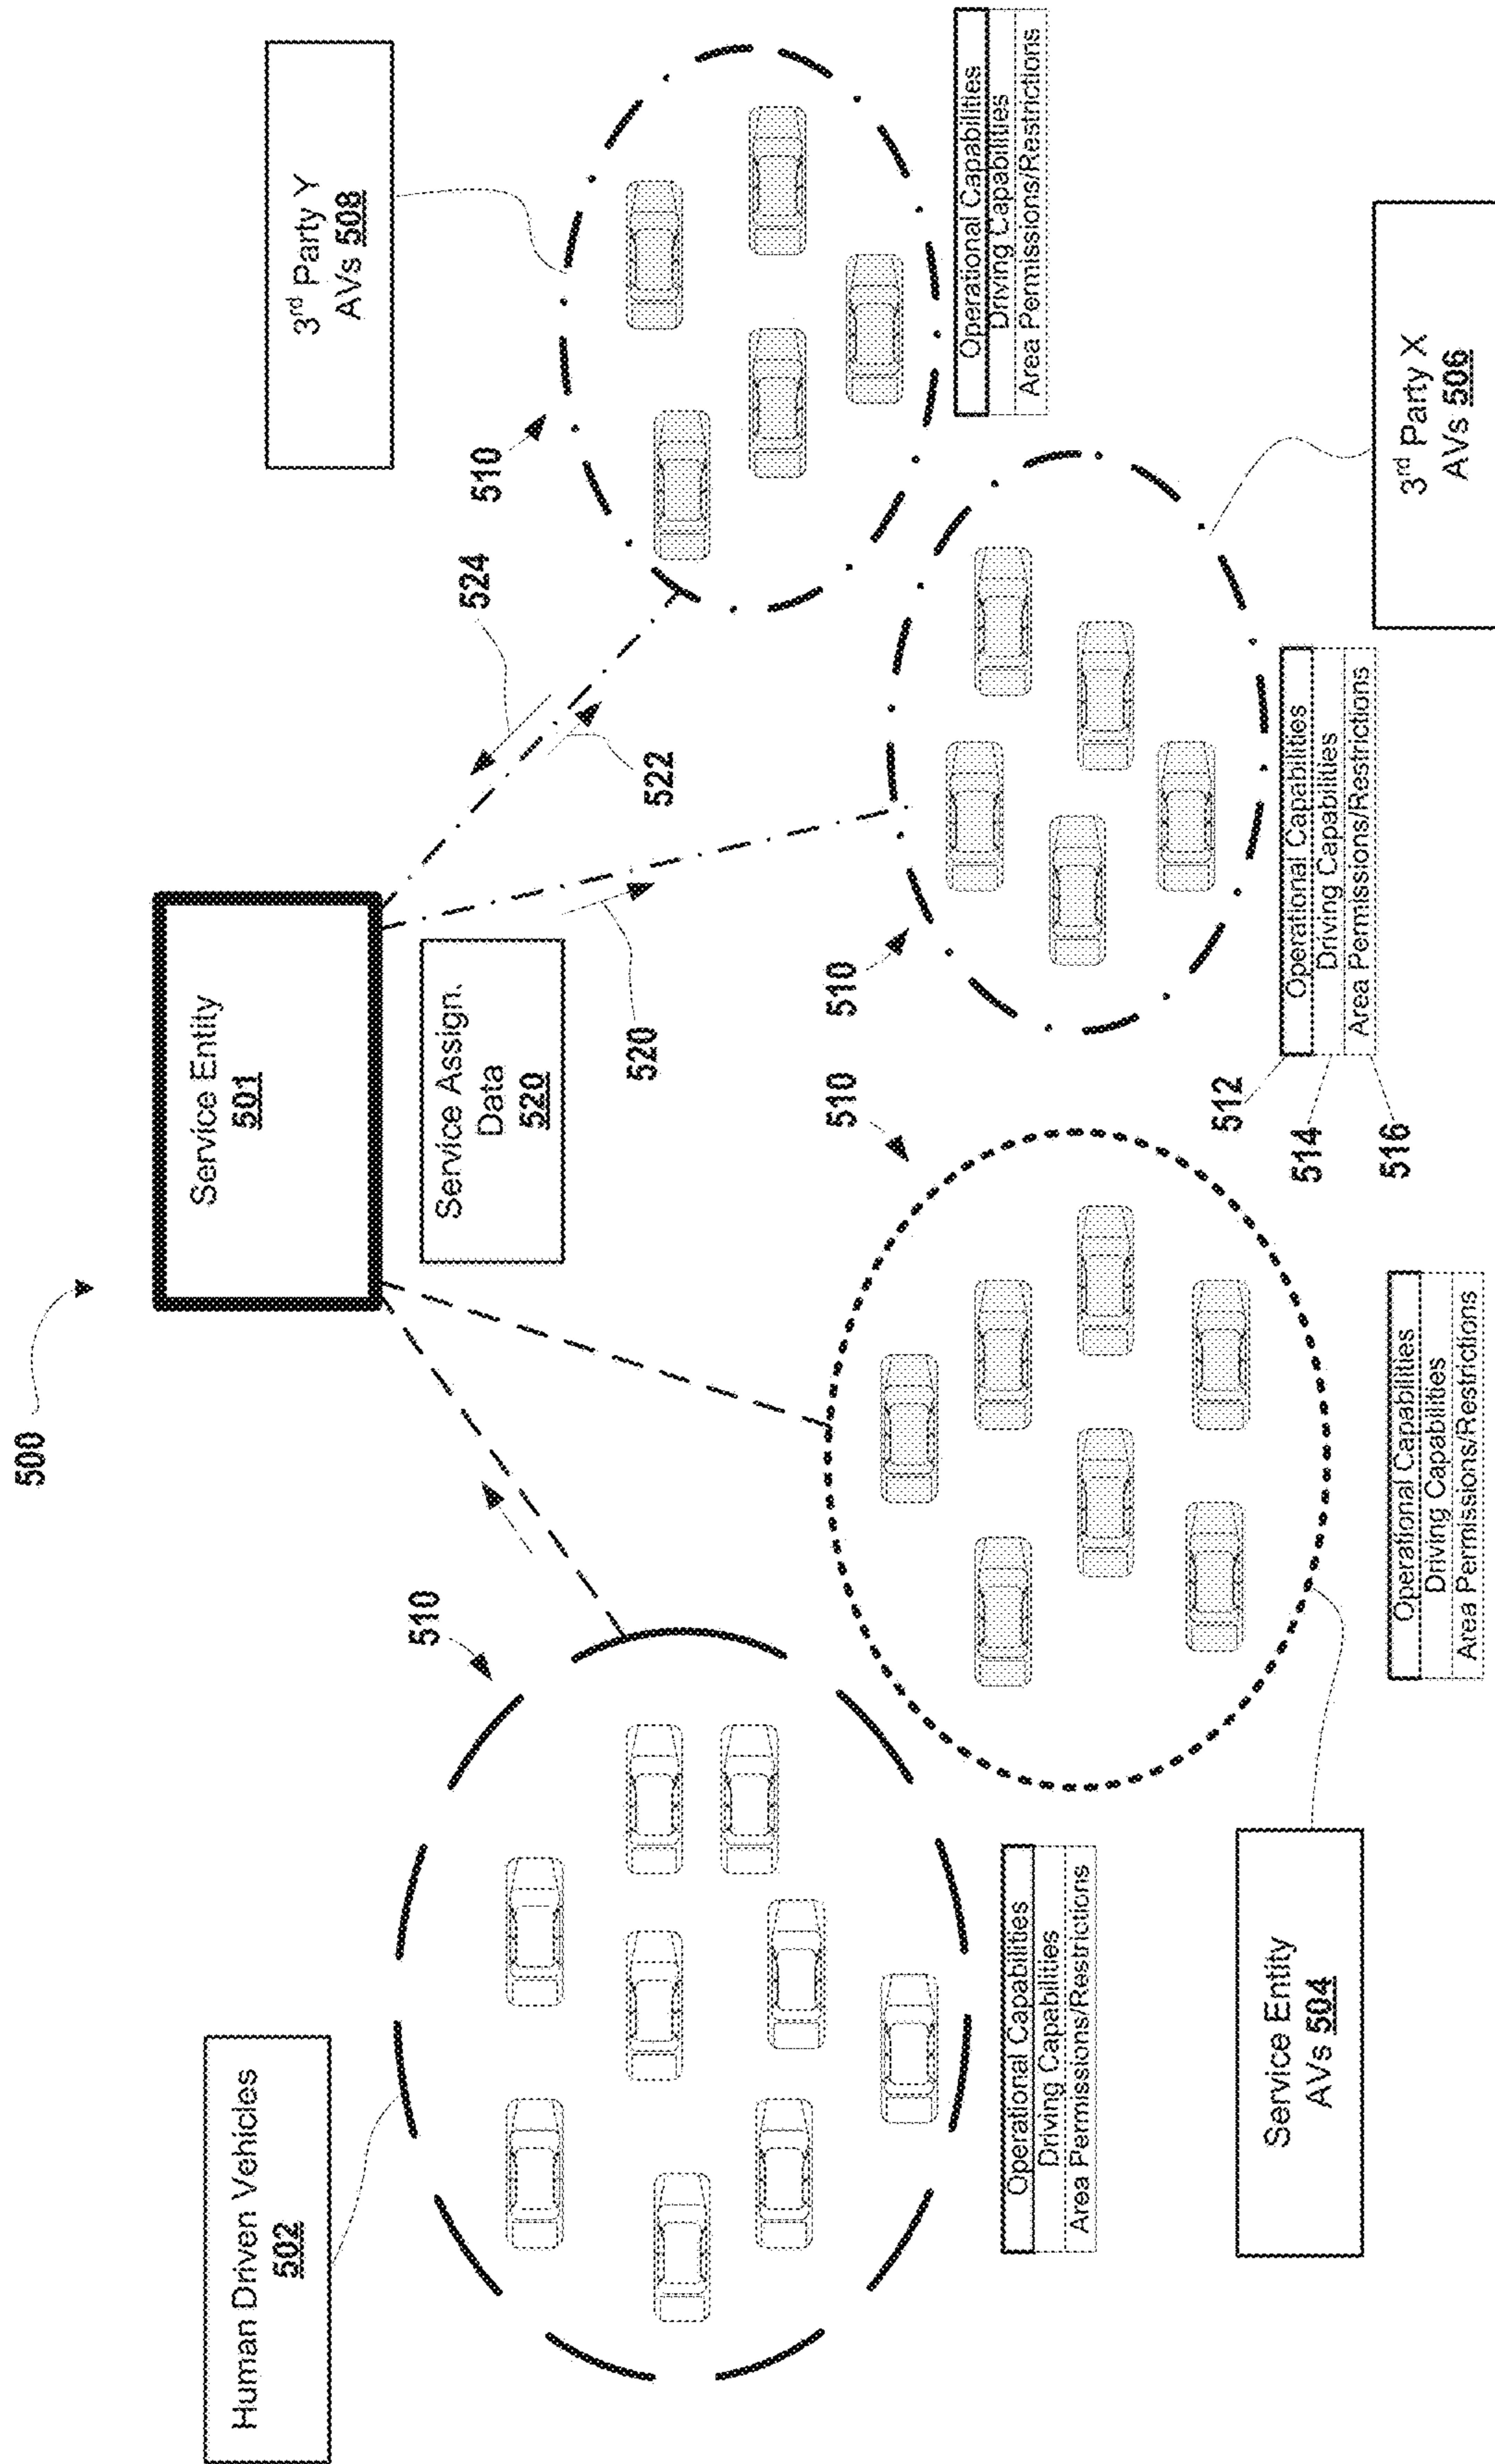 500
Service Entity
501
Service Assign.
Data
520
520
522
524
Human Driven Vehicles
502
510
Operational Capabilities
Driving Capabilities
Area Permissions/Restrictions
Service Entity
AVs 504
510
Operational Capabilities
Driving Capabilities
Area Permissions/Restrictions
3rd Party X
AVs 506
510
512
514
516
Operational Capabilities
Driving Capabilities
Area Permissions/Restrictions
3rd Party Y
AVs 508
510
Operational Capabilities
Driving Capabilities
Area Permissions/Restrictions